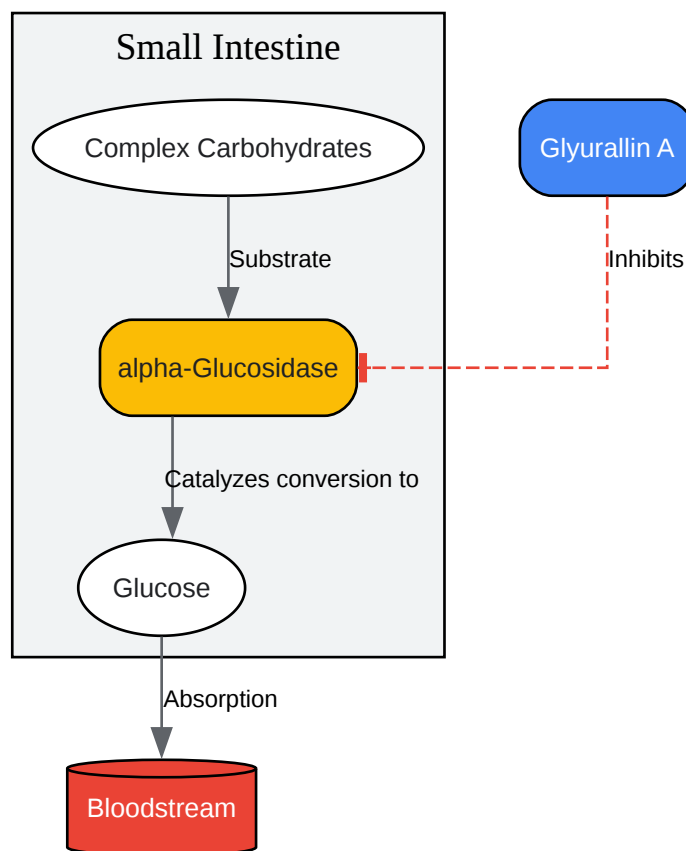 Small Intestine
Complex Carbohydrates
Glyurallin A
Substrate
Inhibits
alpha-Glucosidase
Catalyzes conversion to
Glucose
Absorption
Bloodstream